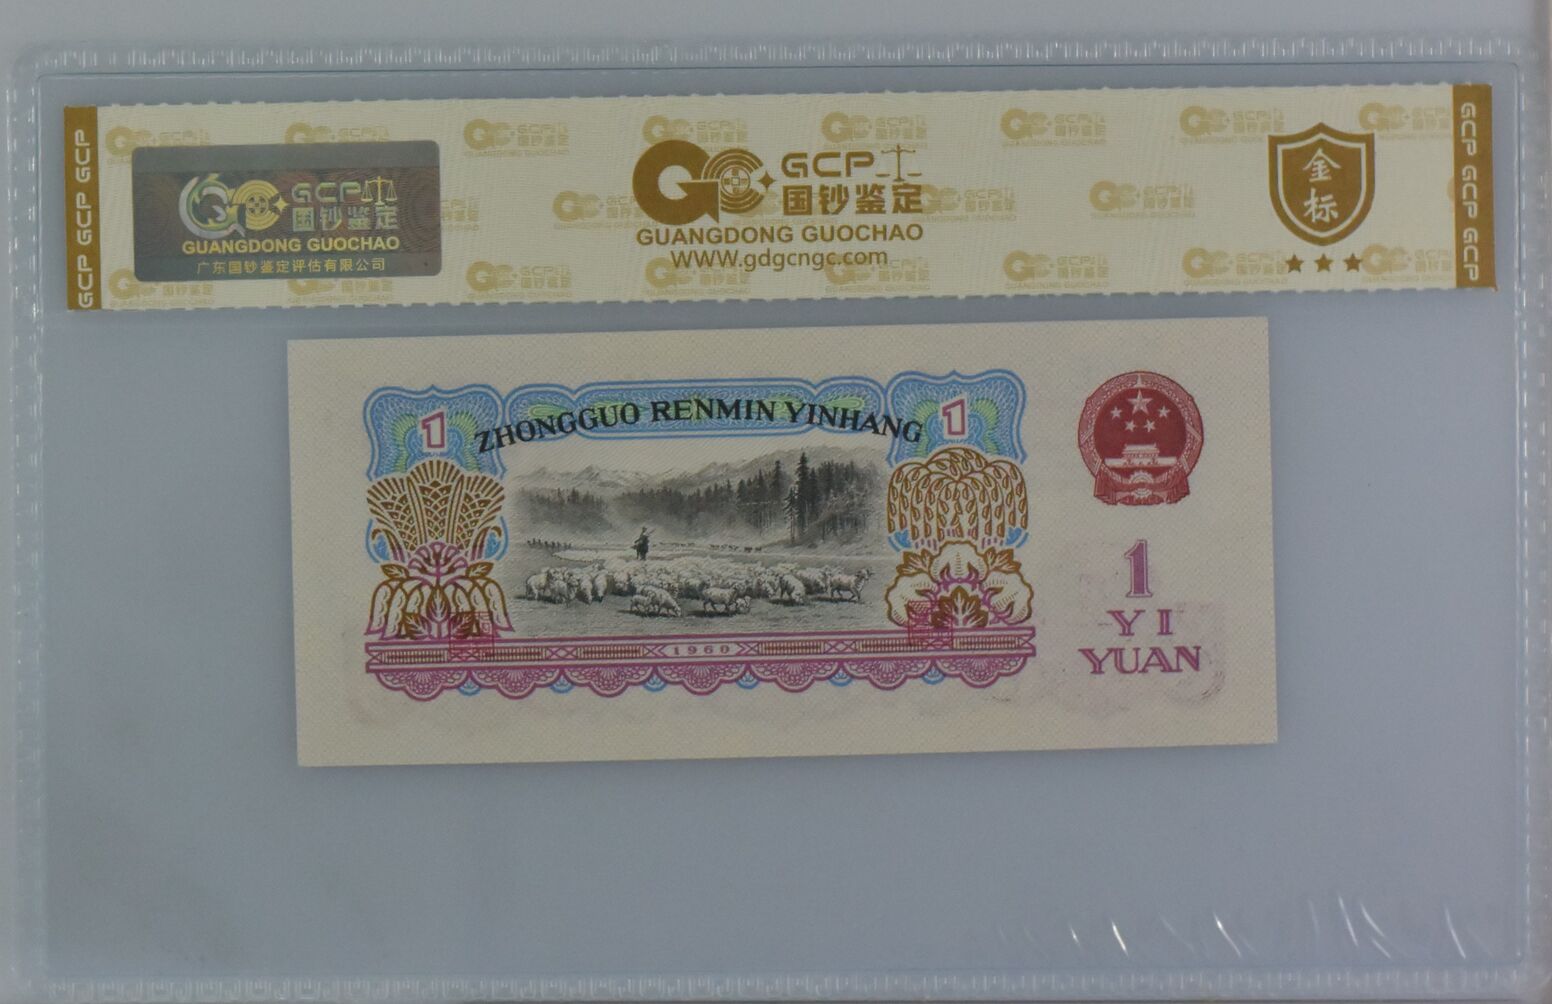 GCP GCP GCP
GCP
国钞鉴定
GUANGDONG GUOCHAO
广东国钞鉴定评估有限公司
GCP
国钞鉴定
GUANGDONG GUOCHAO
www.gdgcngc.com
金标
GCP GCP GCP
1
ZHONGGUO RENMIN YINHANG
1
1960
1
YI
YUAN